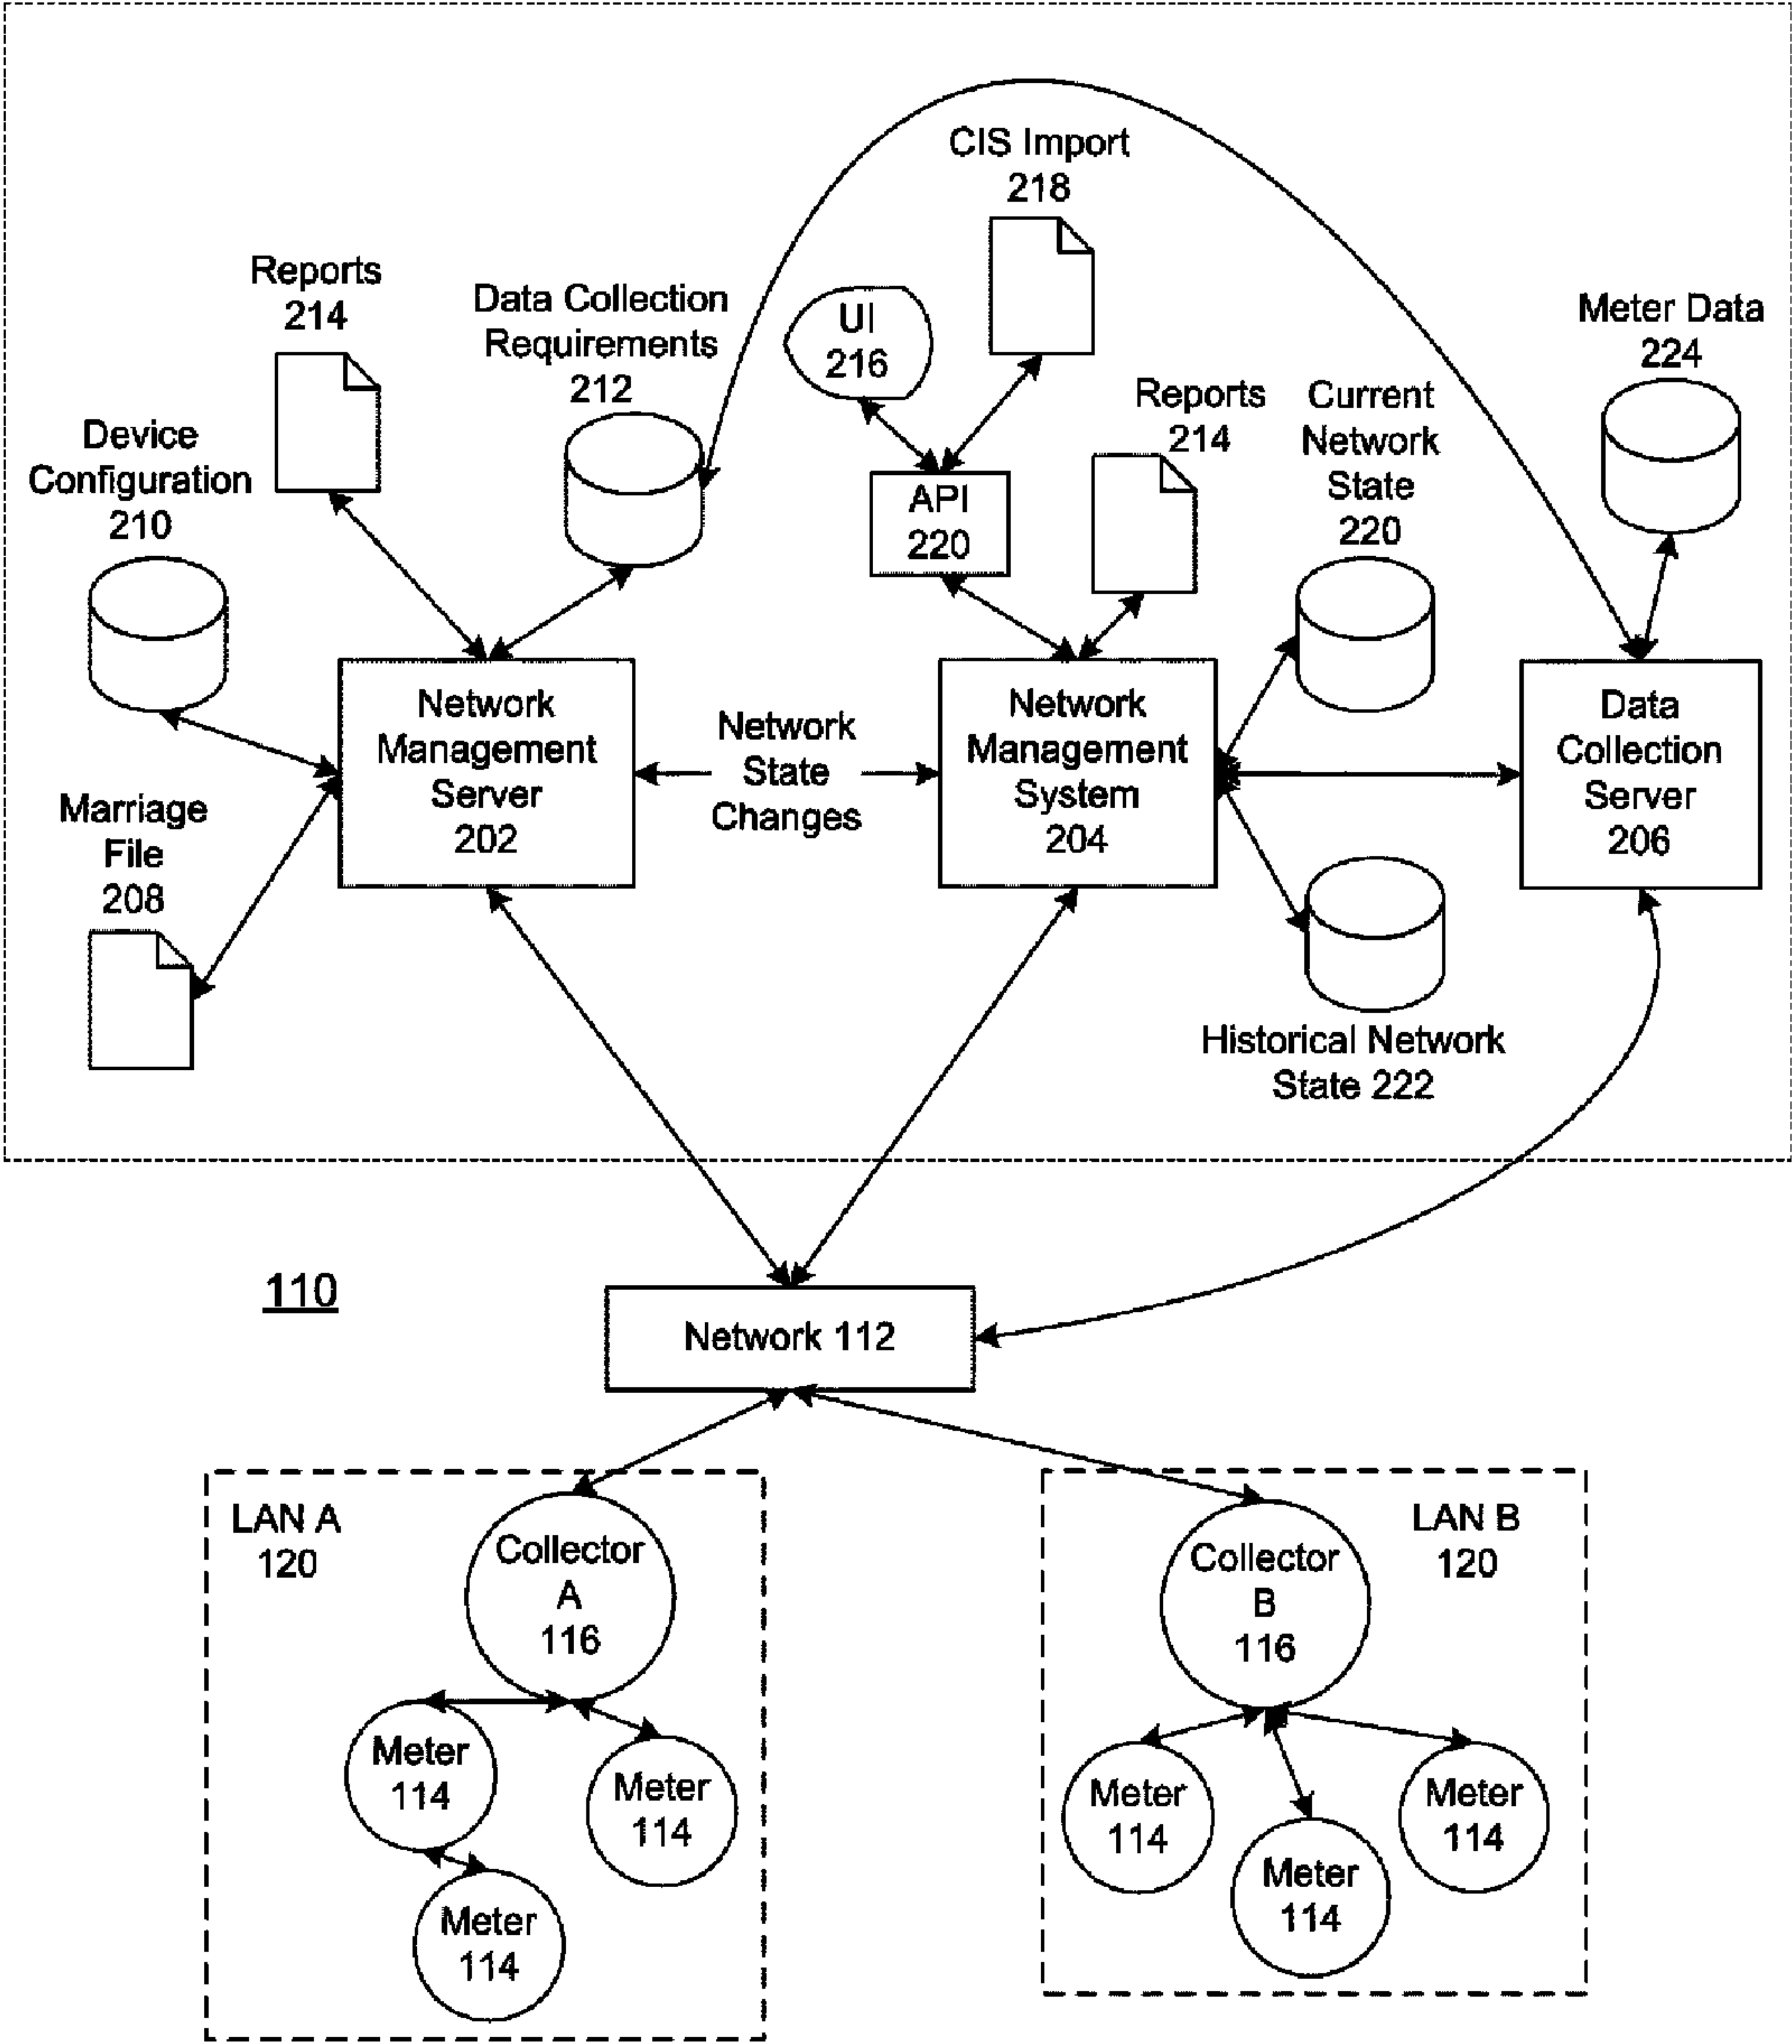 CIS Import
218
Reports
214
Data Collection
Requirements
212
UI
216
Meter Data
224
Reports
214
Current
Network
State
220
Device
Configuration
210
API
220
Network
Management
Server
202
Network
State
Changes
Network
Management
System
204
Data
Collection
Server
206
Marriage
File
208
Historical Network
State 222
110
Network 112
LAN A
120
Collector
A
116
LAN B
120
Collector
B
116
Meter
114
Meter
114
Meter
114
Meter
114
Meter
114
Meter
114